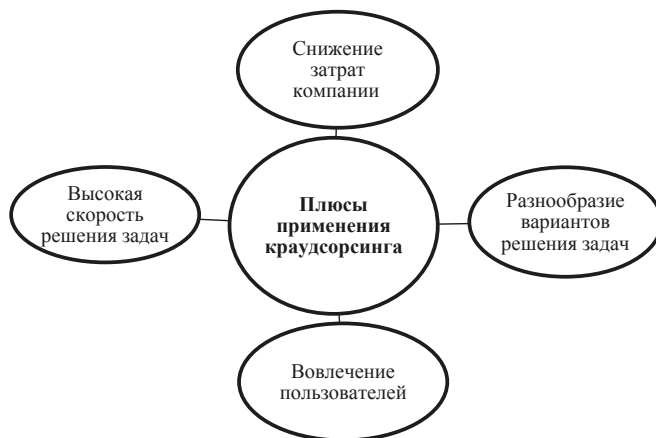 Снижение
затрат
компании
Высокая
скорость
решения задач
Плюсы
применения
краудсорсинга
Разнообразие
вариантов
решения задач
Вовлечение
пользователей